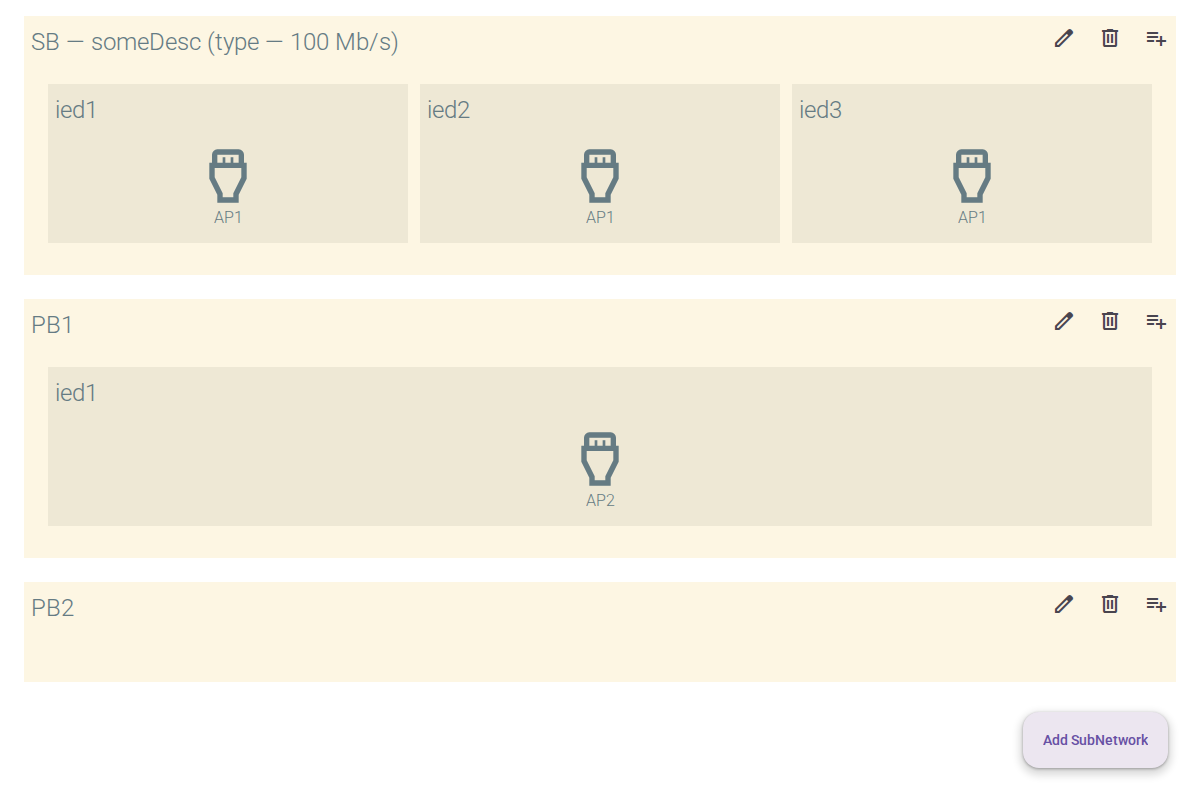 SB — someDesc (type — 100 Mb/s)
ied1
ied2
ied3
AP1
AP1
AP1
PB1
ied1
AP2
PB2
Add SubNetwork